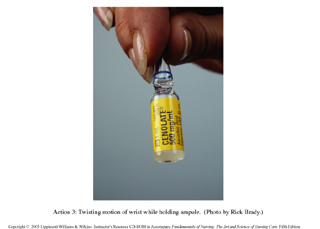 CENOLATE
500 mg/mL
Action 3: Twisting motion of wrist while holding ampule. (Photo by Rick Brady.)
Copyright © 2005 Lippincott Williams & Wilkins. Instructor's Resource CD-ROM to Accompany Fundamentals of Nursing: The Art and Science of Nursing Care, Fifth Edition.